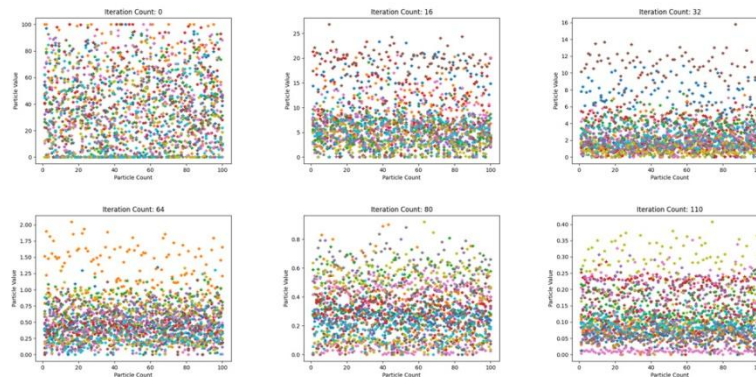 Iteration Count: 0
100
80
60
40
20
0
Particle Value
0 20 40 60 80 100
Particle Count
Iteration Count: 16
25
20
15
10
5
0
Particle Value
0 20 40 60 80 100
Particle Count
Iteration Count: 32
16
14
12
10
8
6
4
2
0
Particle Value
0 20 40 60 80 100
Particle Count
Iteration Count: 64
2.00
1.75
1.50
1.25
1.00
0.75
0.50
0.25
0.00
Particle Value
0 20 40 60 80 100
Particle Count
Iteration Count: 80
0.8
0.6
0.4
0.2
0.0
Particle Value
0 20 40 60 80 100
Particle Count
Iteration Count: 110
0.40
0.35
0.30
0.25
0.20
0.15
0.10
0.05
0.00
Particle Value
0 20 40 60 80 100
Particle Count